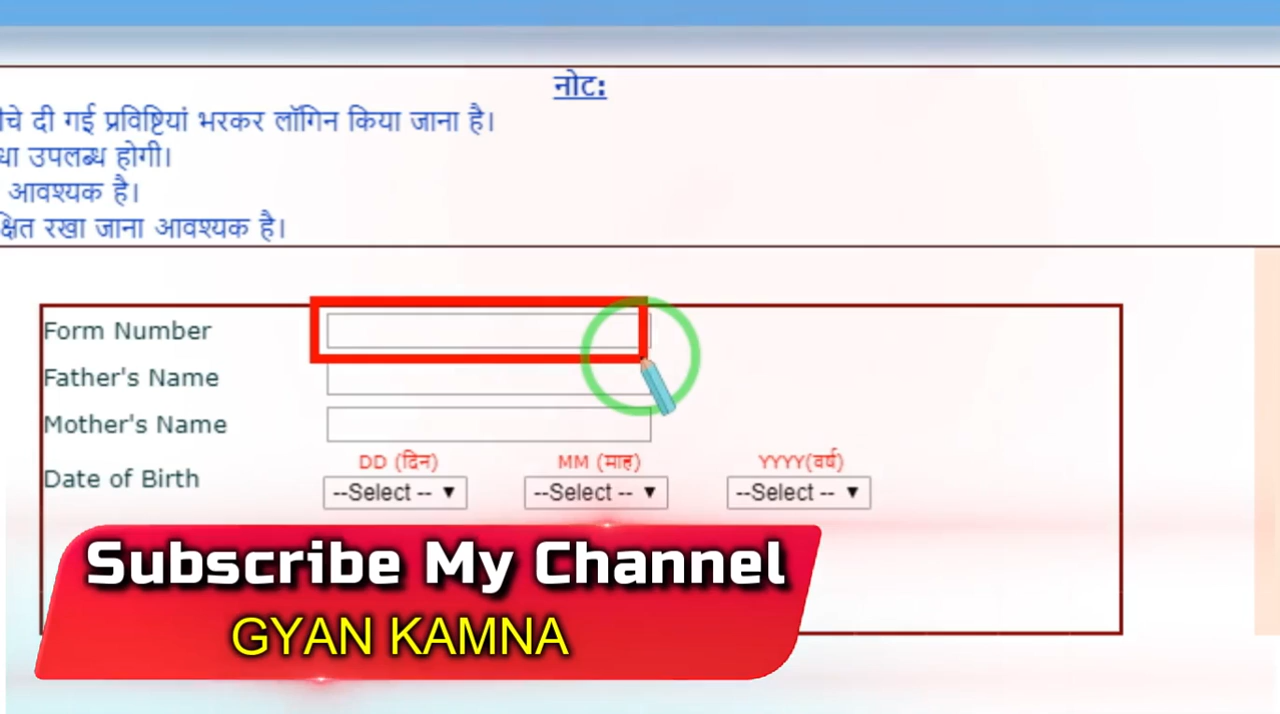 नोट:
दी गई प्रविष्टियां भरकर लॉगिन किया जाना है।
उपलब्ध होगी।
आवश्यक है।
रखा जाना आवश्यक है।
Form Number
Father's Name
Mother's Name
DD (दिन) MM (माह) YYYY(वर्ष)
Date of Birth
--Select -- --Select -- --Select --
Subscribe My Channel
GYAN KAMNA